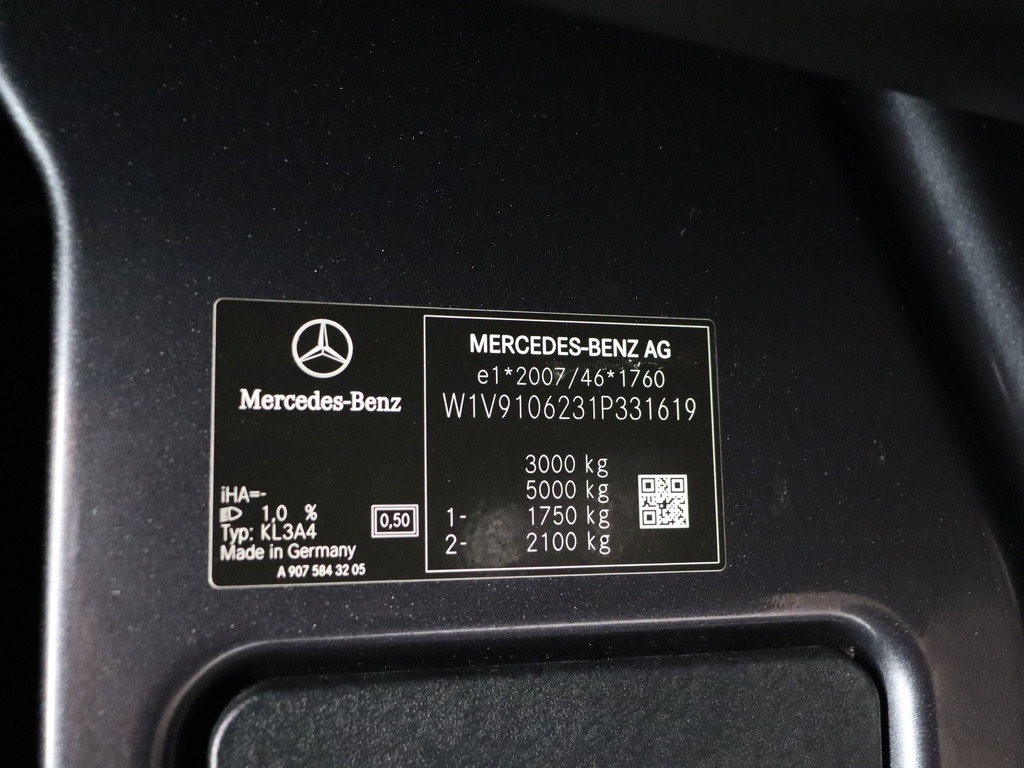 Mercedes-Benz
iHA=-
1.0 %
Typ: KL3A4
Made in Germany
A 907 584 32 05
0,50
MERCEDES-BENZ AG
e1*2007/46*1760
W1V9106231P331619
3000 kg
5000 kg
1- 1750 kg
2- 2100 kg